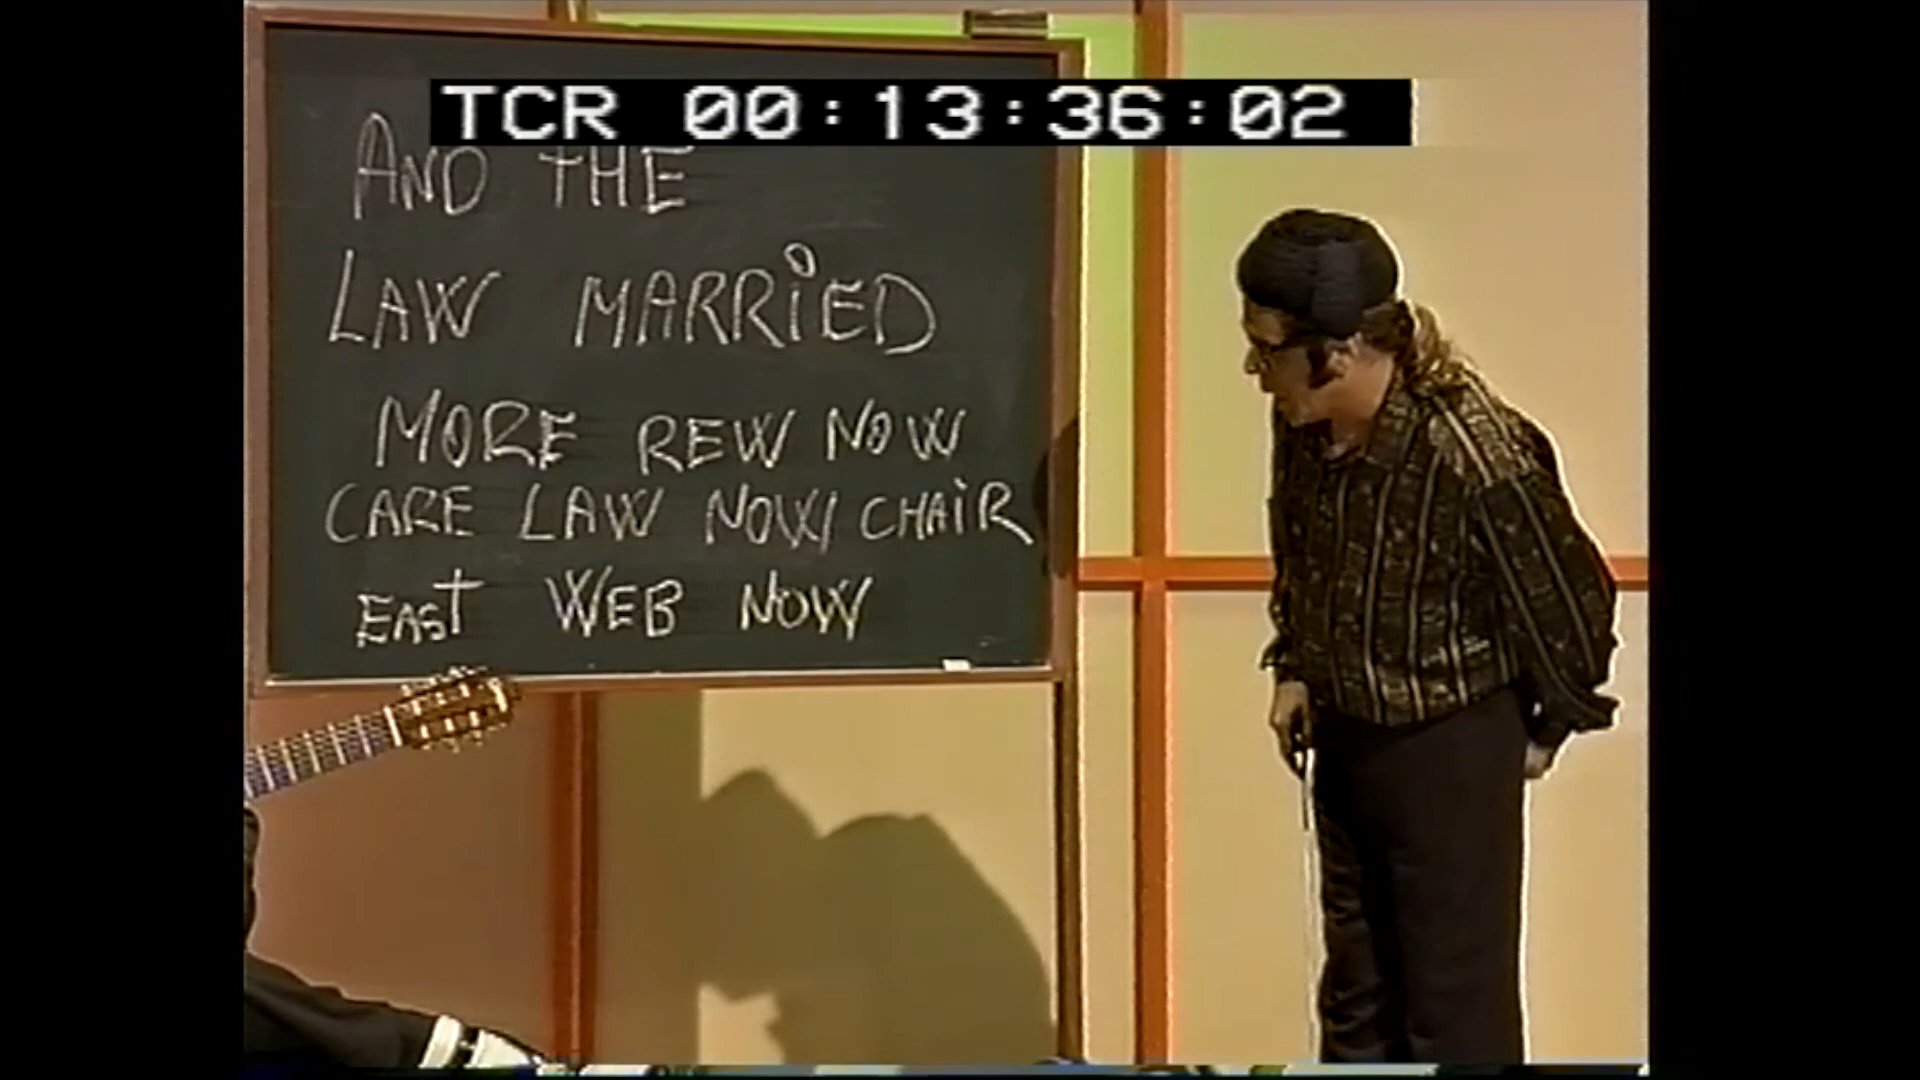 TCR 00:13:36:02
AND THE
LAW MARRiED
MORE REW NOW
CARE LAW NOW CHAiR
EAST WEB NOW